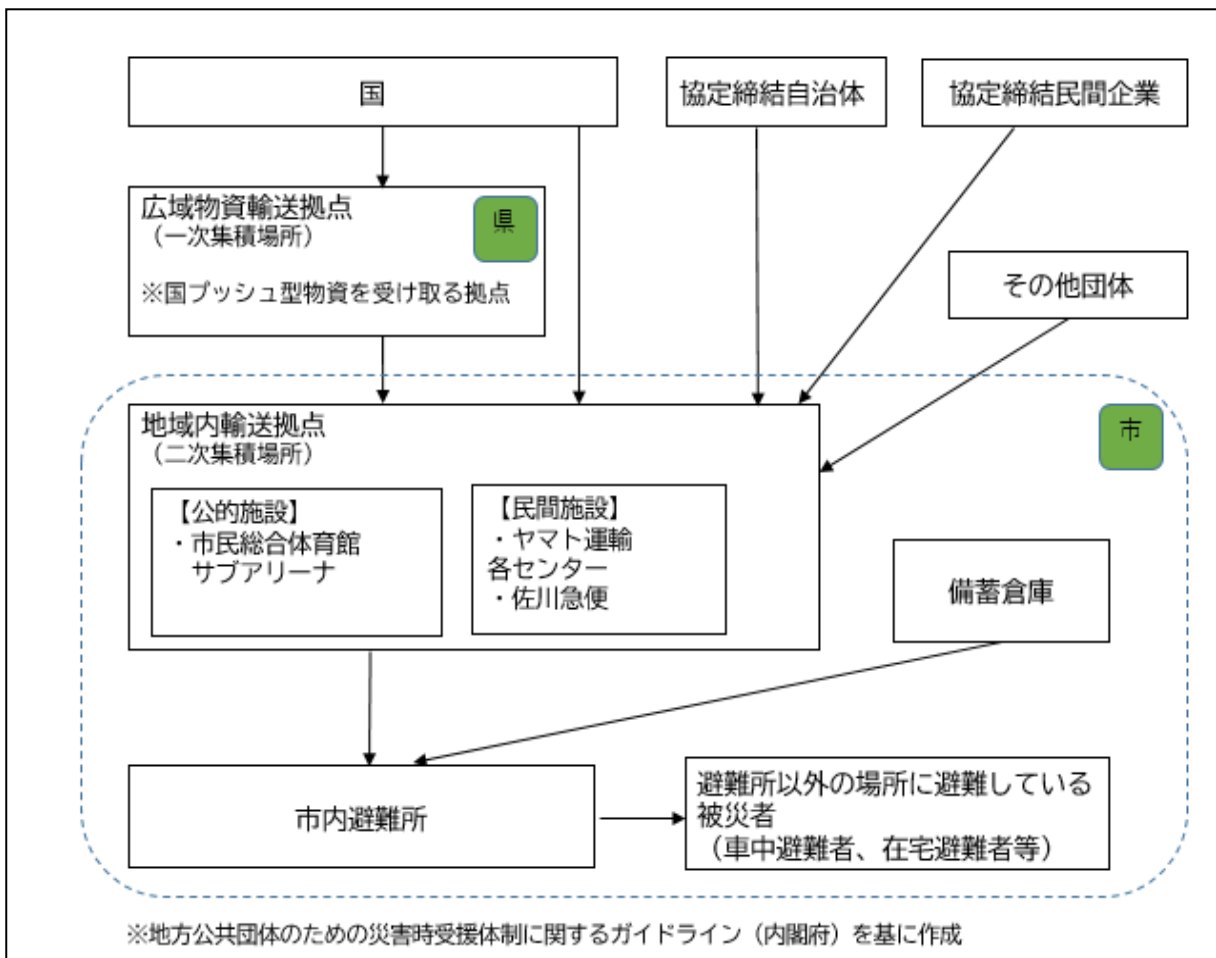 国
協定締結自治体
協定締結民間企業
広域物資輸送拠点
（一次集積場所）
県
※国プッシュ型物資を受け取る拠点
その他団体
地域内輸送拠点
（二次集積場所）
市
【公的施設】
・市民総合体育館
サブアリーナ
【民間施設】
・ヤマト運輸
各センター
・佐川急便
備蓄倉庫
市内避難所
避難所以外の場所に避難している
被災者
（車中避難者、在宅避難者等）
※地方公共団体のための災害時受援体制に関するガイドライン（内閣府）を基に作成